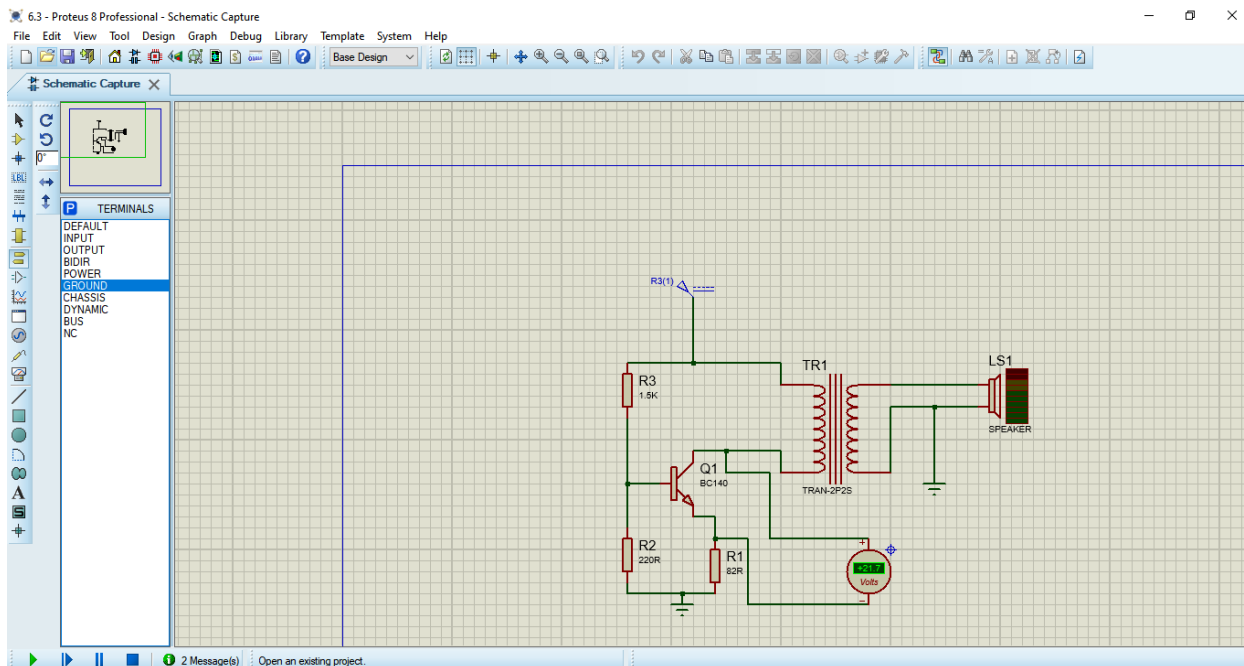 6.3 - Proteus 8 Professional - Schematic Capture
File Edit View Tool Design Graph Debug Library Template System Help
Base Design
Schematic Capture
0°
LBL
P TERMINALS
DEFAULT
INPUT
OUTPUT
BIDIR
POWER
GROUND
CHASSIS
DYNAMIC
BUS
NC
A
S
R3(1)
TR1
LS1
R3
1.5K
SPEAKER
Q1
BC140
TRAN-2P2S
R2
220R
R1
82R
+
+21.7
Volts
2 Message(s) Open an existing project.